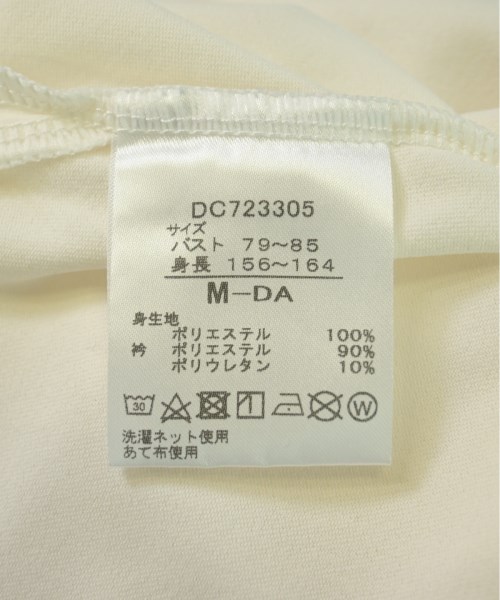 DC723305
サイズ
バスト 79～85
身長 156～164
M－DA
身生地
ポリエステル 100%
衿 ポリエステル 90%
ポリウレタン 10%
30 W
洗濯ネット使用
あて布使用